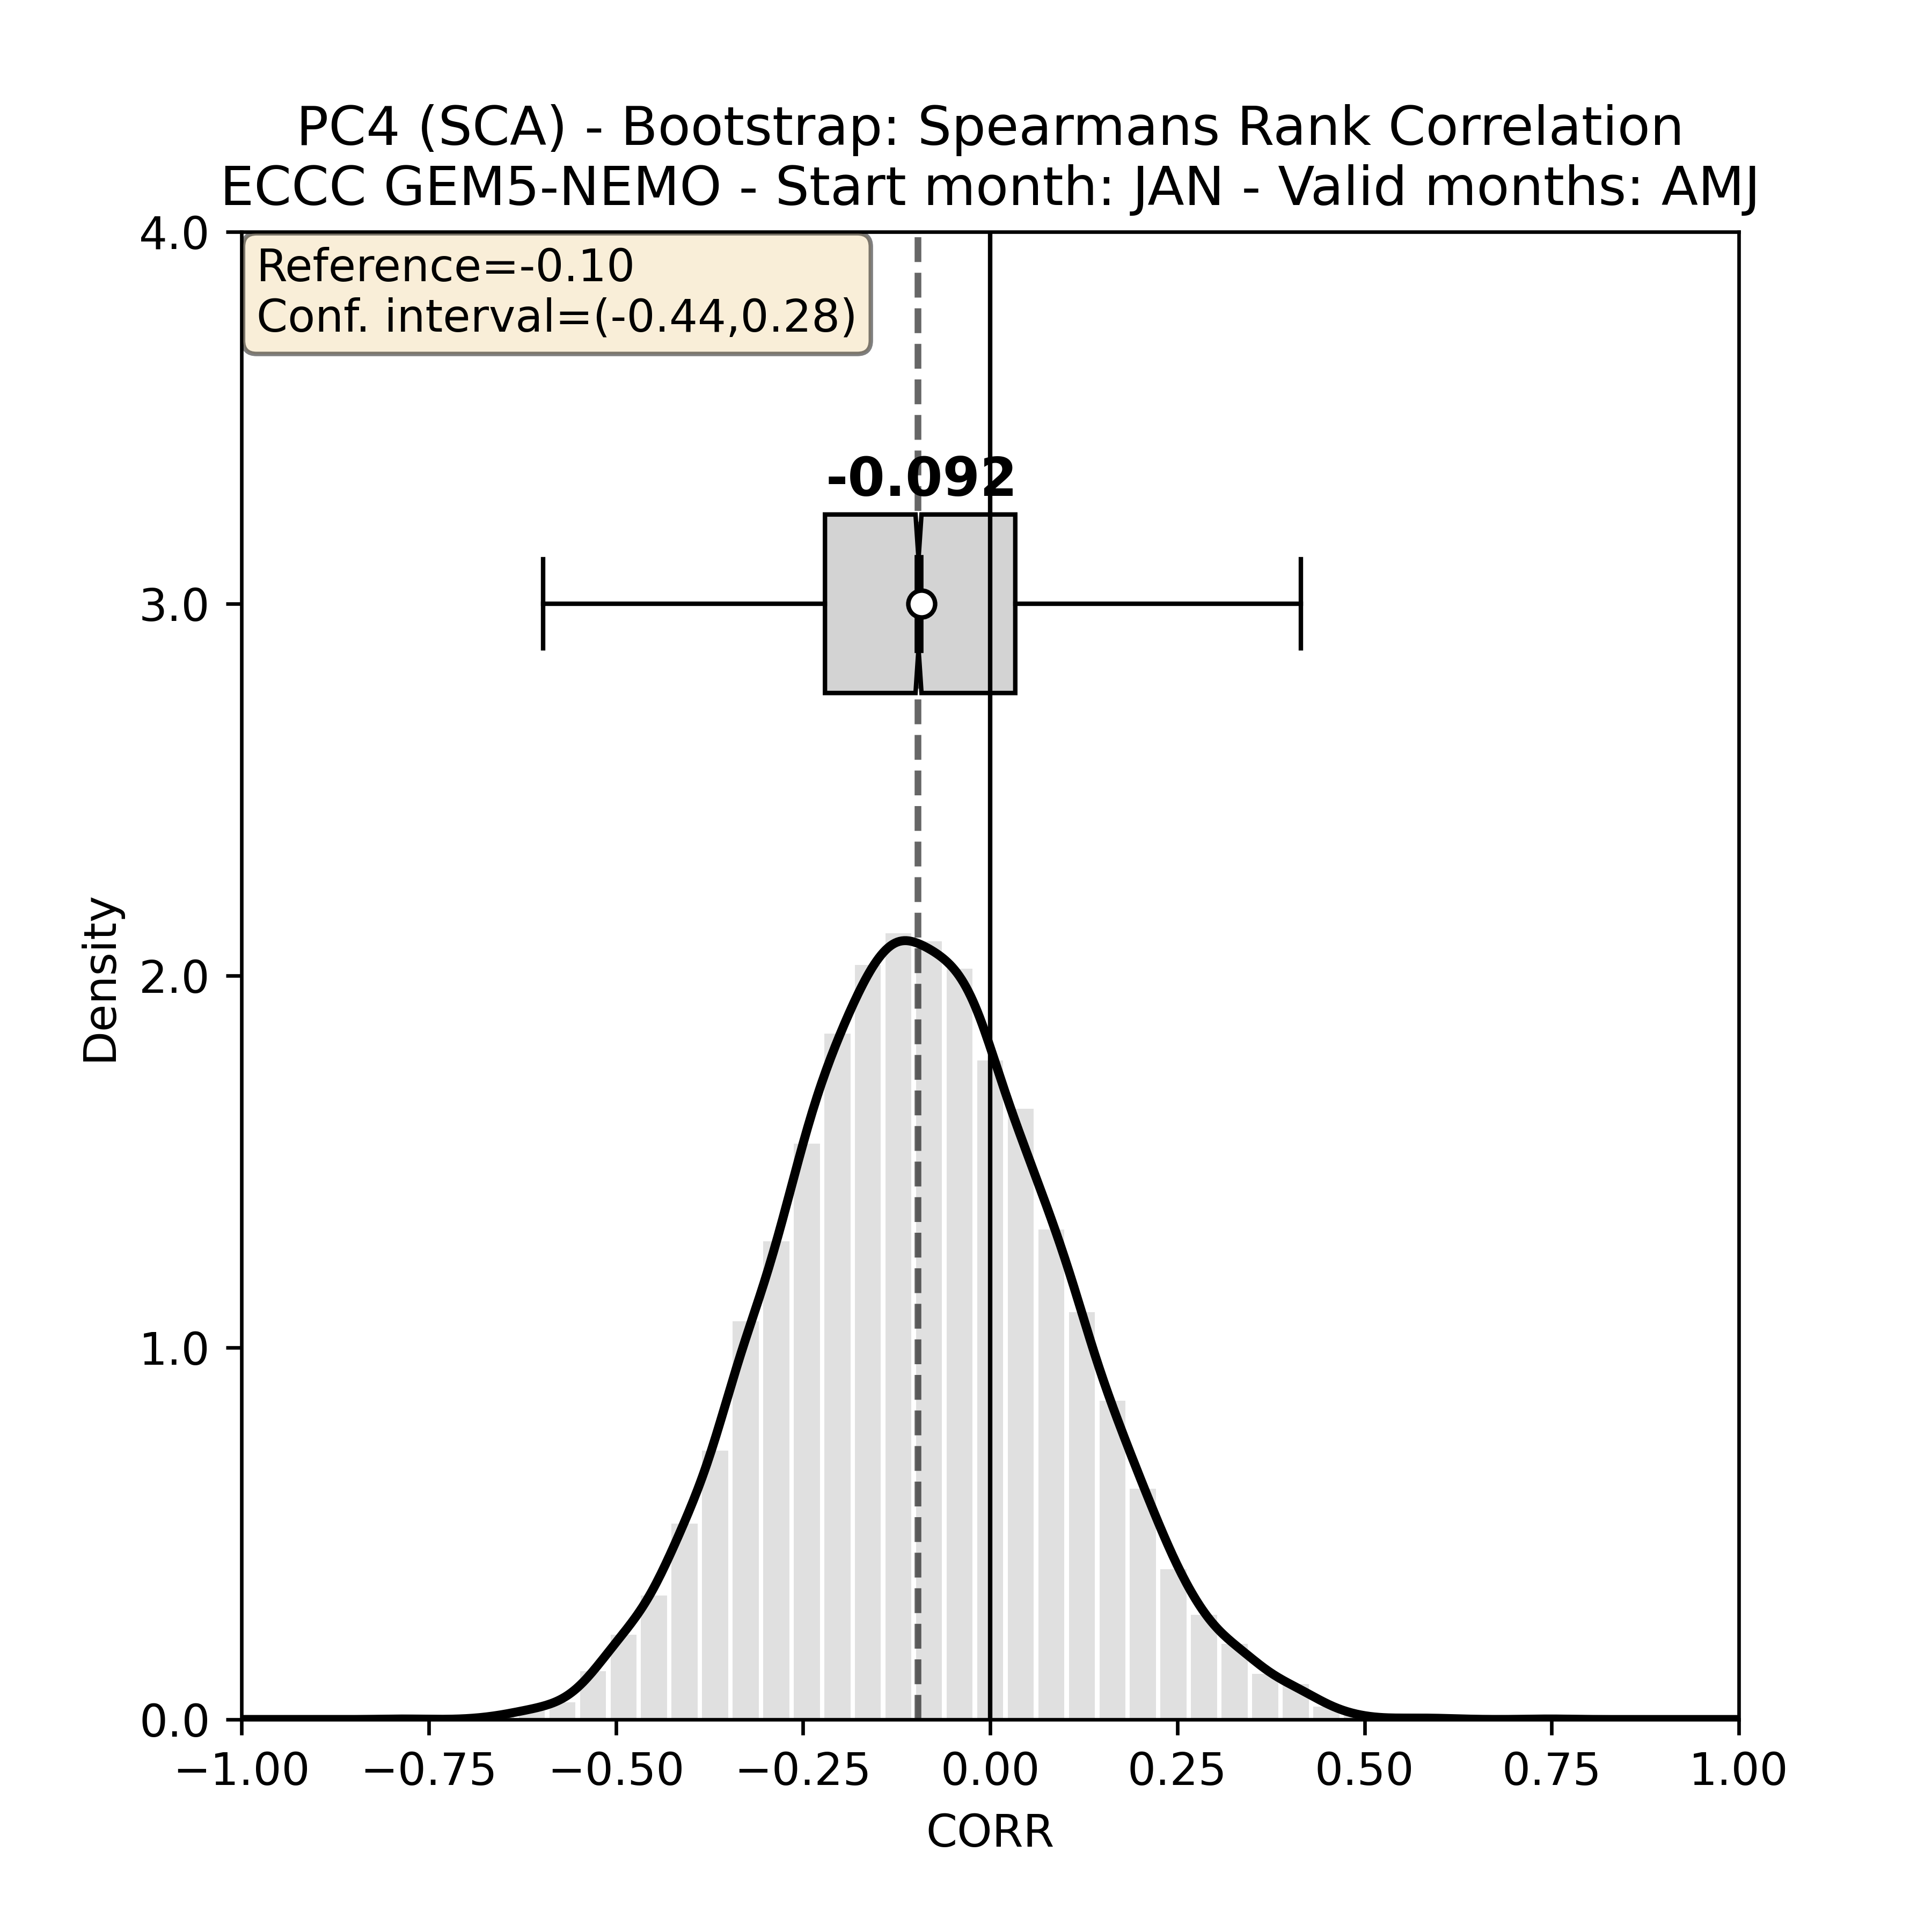 PC4 (SCA) - Bootstrap: Spearmans Rank Correlation
ECCC GEM5-NEMO - Start month: JAN - Valid months: AMJ
Reference=-0.10
Conf. interval=(-0.44,0.28)
-0.092
4.0
3.0
2.0
1.0
0.0
Density
−1.00 −0.75 −0.50 −0.25 0.00 0.25 0.50 0.75 1.00
CORR